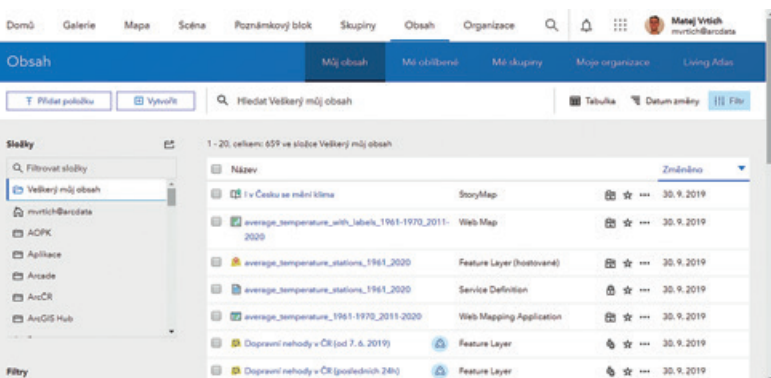 Domů Galerie Mapa Scéna Poznámkový blok Skupiny Obsah Organizace Matej Vrtich
mvrtich@arcdata
Obsah Můj obsah Mé oblíbené Mé skupiny Moje organizace Living Atlas
Přidat položku Vytvořit Hledat Veškerý můj obsah Tabulka Datum změny Filtr
Složky 1 - 20, celkem: 659 ve složce Veškerý můj obsah
Filtrovat složky Název Změněno
Veškerý můj obsah I v Česku se mění klima StoryMap 30. 9. 2019
mvrtich@arcdata average_temperature_with_labels_1961-1970_2011-2020 Web Map 30. 9. 2019
AOPK
Aplikace average_temperature_stations_1961_2020 Feature Layer (hostované) 30. 9. 2019
Arcade average_temperature_stations_1961_2020 Service Definition 30. 9. 2019
ArcČR
ArcGIS Hub average_temperature_1961-1970_2011-2020 Web Mapping Application 30. 9. 2019
Dopravní nehody v ČR (od 7. 6. 2019) Feature Layer 30. 9. 2019
Filtry Dopravní nehody v ČR (posledních 24h) Feature Layer 30. 9. 2019